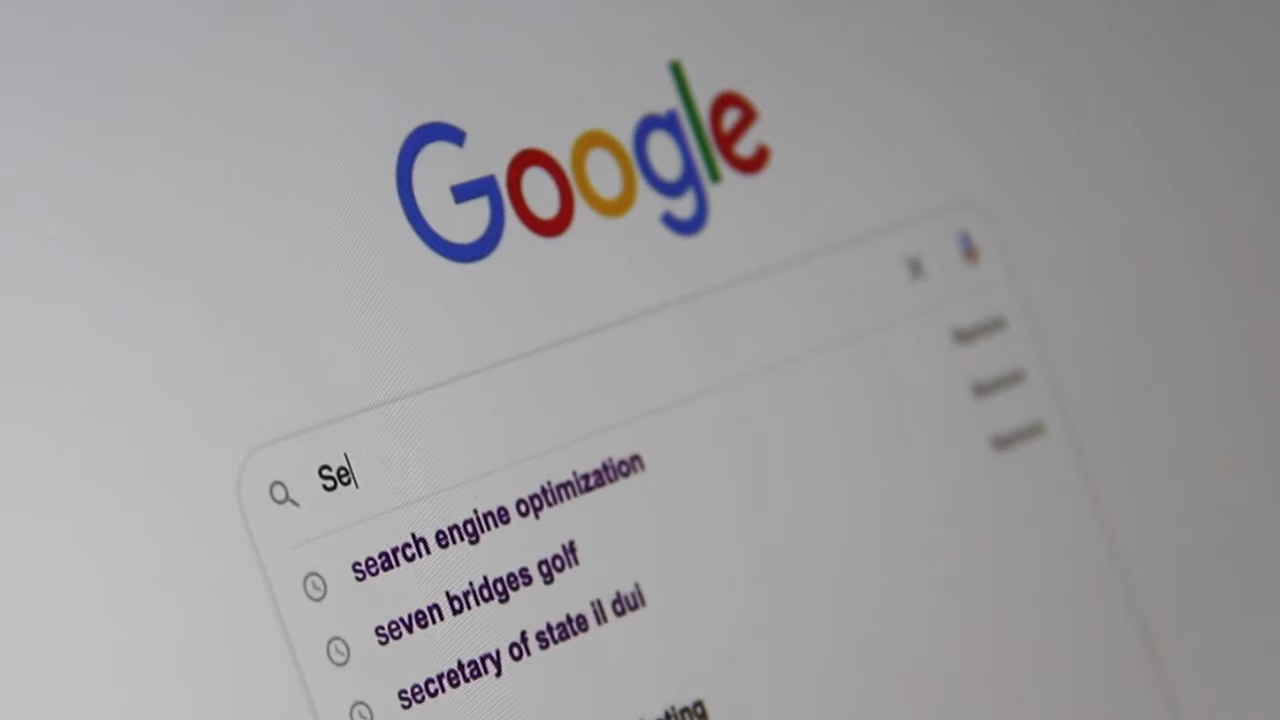 Google
Se
search engine optimization
seven bridges golf
secretary of state il dui